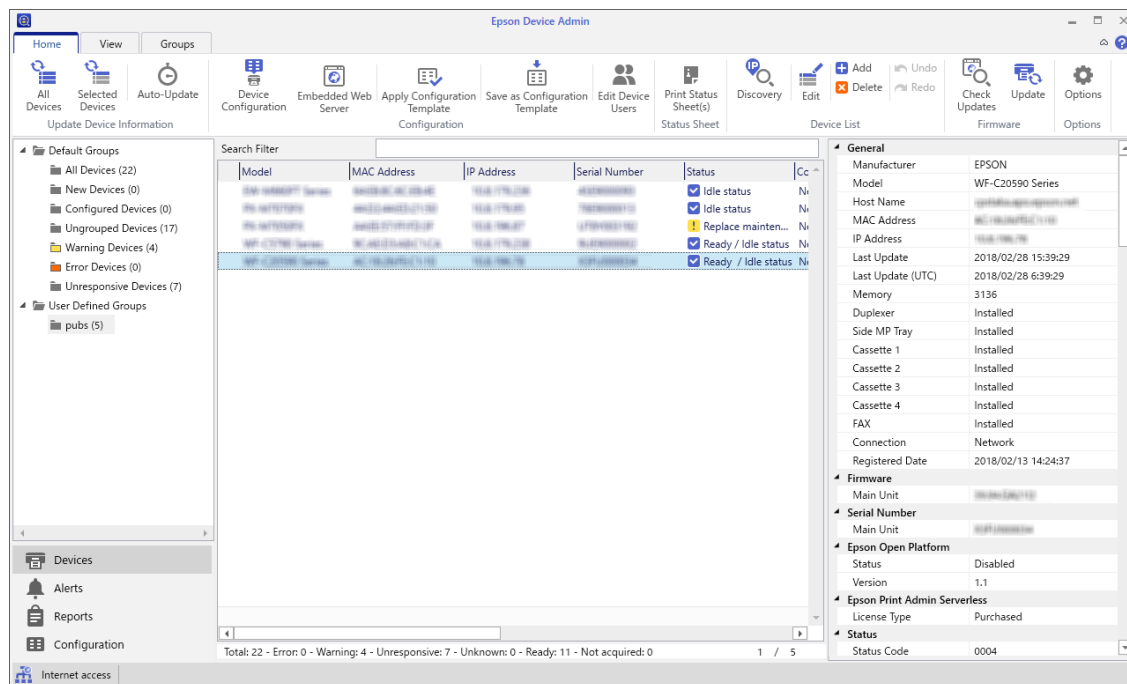 Epson Device Admin
Home View Groups
All Devices
Selected Devices
Auto-Update
Update Device Information
Device Configuration
Embedded Web Server
Apply Configuration Template
Save as Configuration Template
Edit Device Users
Configuration
Print Status Sheet(s)
Status Sheet
Discovery
Edit
Add
Delete
Undo
Redo
Device List
Check Updates
Update
Firmware
Options
Options
Default Groups
All Devices (22)
New Devices (0)
Configured Devices (0)
Ungrouped Devices (17)
Warning Devices (4)
Error Devices (0)
Unresponsive Devices (7)
User Defined Groups
pubs (5)
Devices
Alerts
Reports
Configuration
Search Filter
Model MAC Address IP Address Serial Number Status Cc
Idle status
Idle status
Replace mainten...
Ready / Idle status
Ready / Idle status
Total: 22 - Error: 0 - Warning: 4 - Unresponsive: 7 - Unknown: 0 - Ready: 11 - Not acquired: 0 1 / 5
General
Manufacturer EPSON
Model WF-C20590 Series
Host Name
MAC Address
IP Address
Last Update 2018/02/28 15:39:29
Last Update (UTC) 2018/02/28 6:39:29
Memory 3136
Duplexer Installed
Side MP Tray Installed
Cassette 1 Installed
Cassette 2 Installed
Cassette 3 Installed
Cassette 4 Installed
FAX Installed
Connection Network
Registered Date 2018/02/13 14:24:37
Firmware
Main Unit
Serial Number
Main Unit
Epson Open Platform
Status Disabled
Version 1.1
Epson Print Admin Serverless
License Type Purchased
Status
Status Code 0004
Internet access